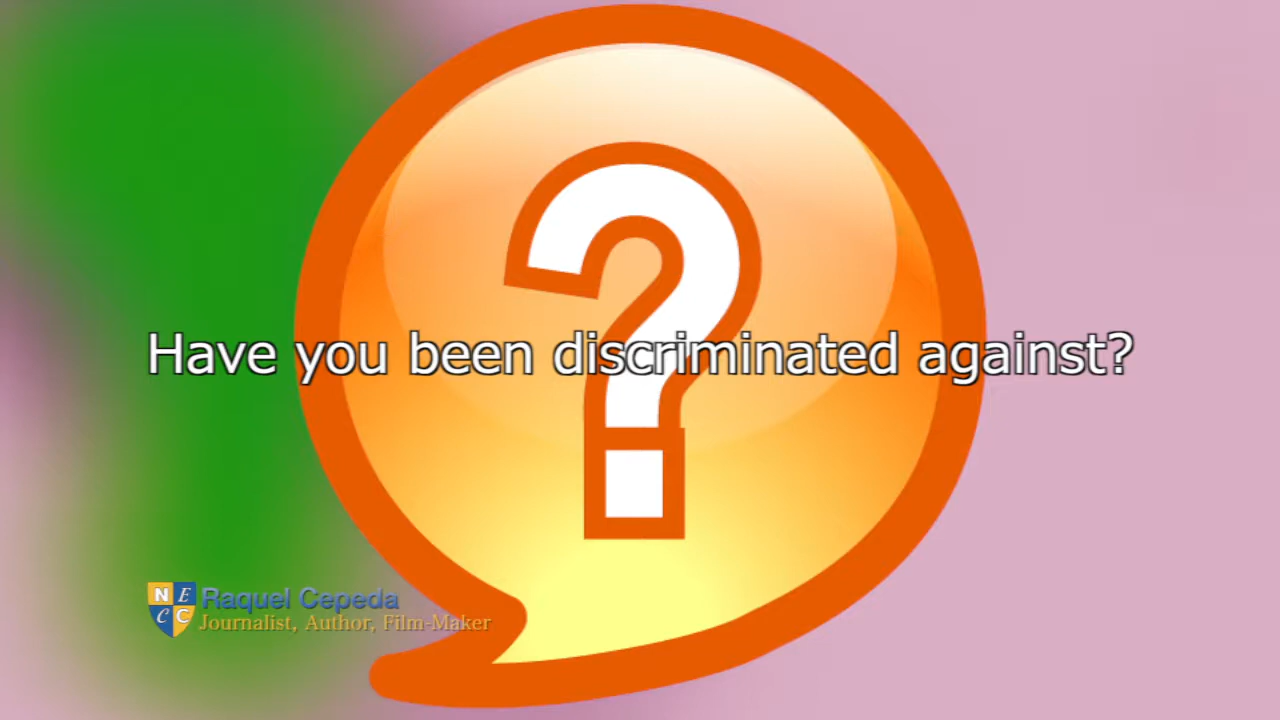 Have you been discriminated against?
N E
C C
Raquel Cepeda
Journalist, Author, Film-Maker